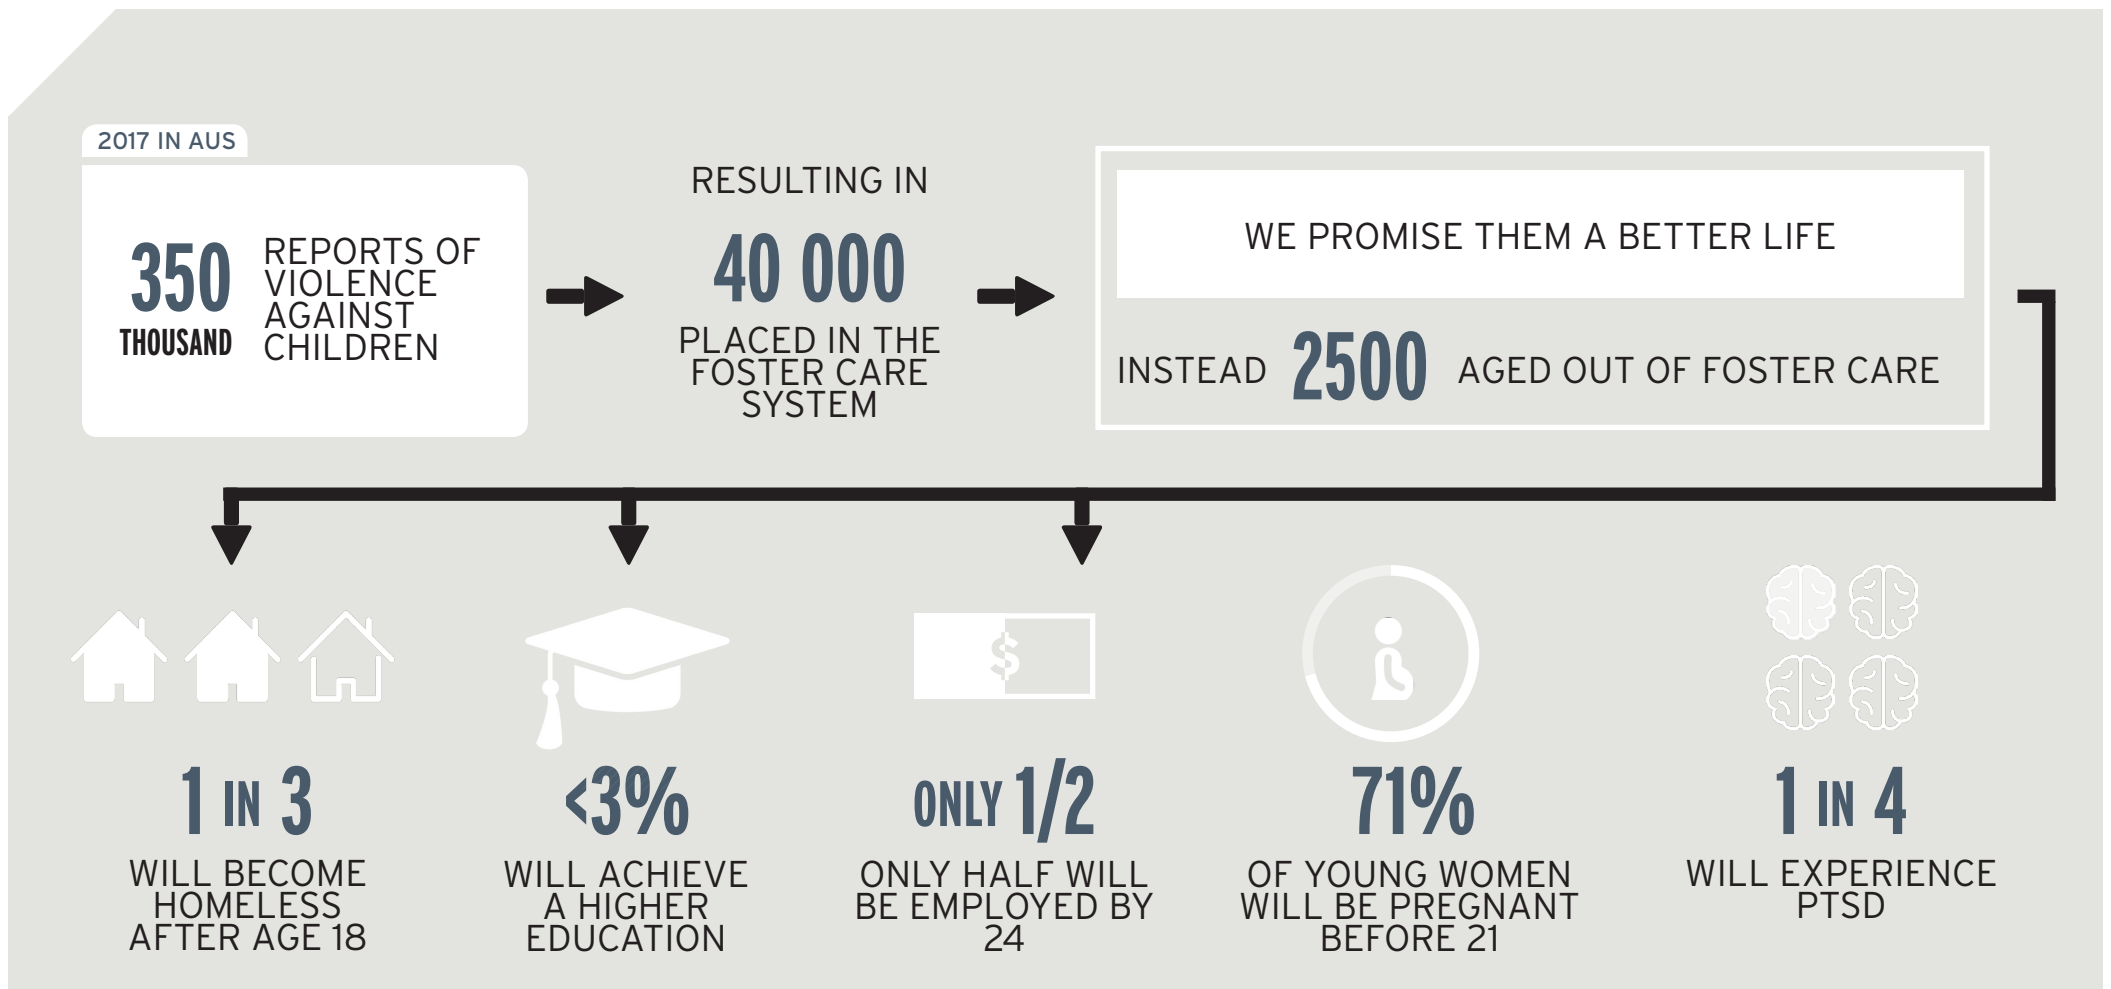 2017 IN AUS
350
THOUSAND
REPORTS OF
VIOLENCE
AGAINST
CHILDREN
RESULTING IN
40 000
PLACED IN THE
FOSTER CARE
SYSTEM
WE PROMISE THEM A BETTER LIFE
INSTEAD 2500 AGED OUT OF FOSTER CARE
1 IN 3
WILL BECOME
HOMELESS
AFTER AGE 18
<3%
WILL ACHIEVE
A HIGHER
EDUCATION
$
ONLY 1/2
ONLY HALF WILL
BE EMPLOYED BY
24
71%
OF YOUNG WOMEN
WILL BE PREGNANT
BEFORE 21
1 IN 4
WILL EXPERIENCE
PTSD